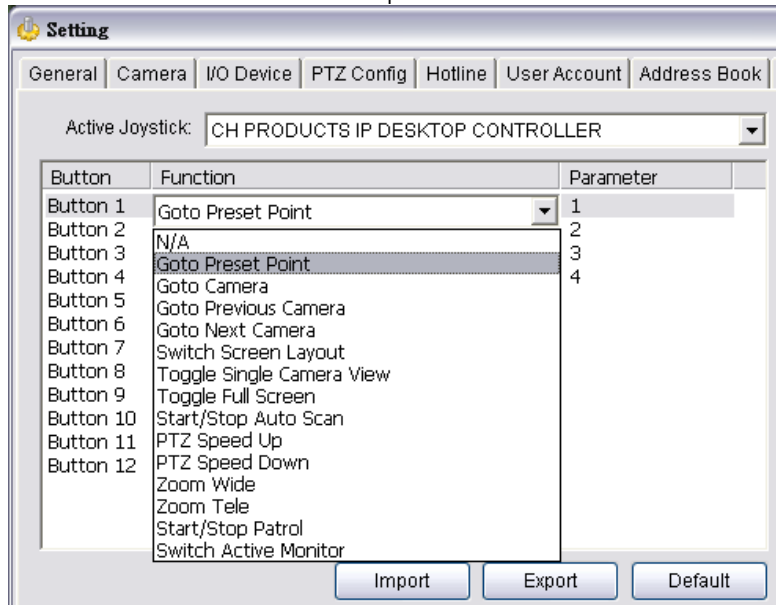 Setting
General Camera I/O Device PTZ Config Hotline User Account Address Book
Active Joystick: CH PRODUCTS IP DESKTOP CONTROLLER
Button Function Parameter
Button 1 Goto Preset Point 1
Button 2 N/A 2
Button 3 Goto Preset Point 3
Button 4 Goto Camera 4
Button 5 Goto Previous Camera
Button 6 Goto Next Camera
Button 7 Switch Screen Layout
Button 8 Toggle Single Camera View
Button 9 Toggle Full Screen
Button 10 Start/Stop Auto Scan
Button 11 PTZ Speed Up
Button 12 PTZ Speed Down
Zoom Wide
Zoom Tele
Start/Stop Patrol
Switch Active Monitor
Import Export Default